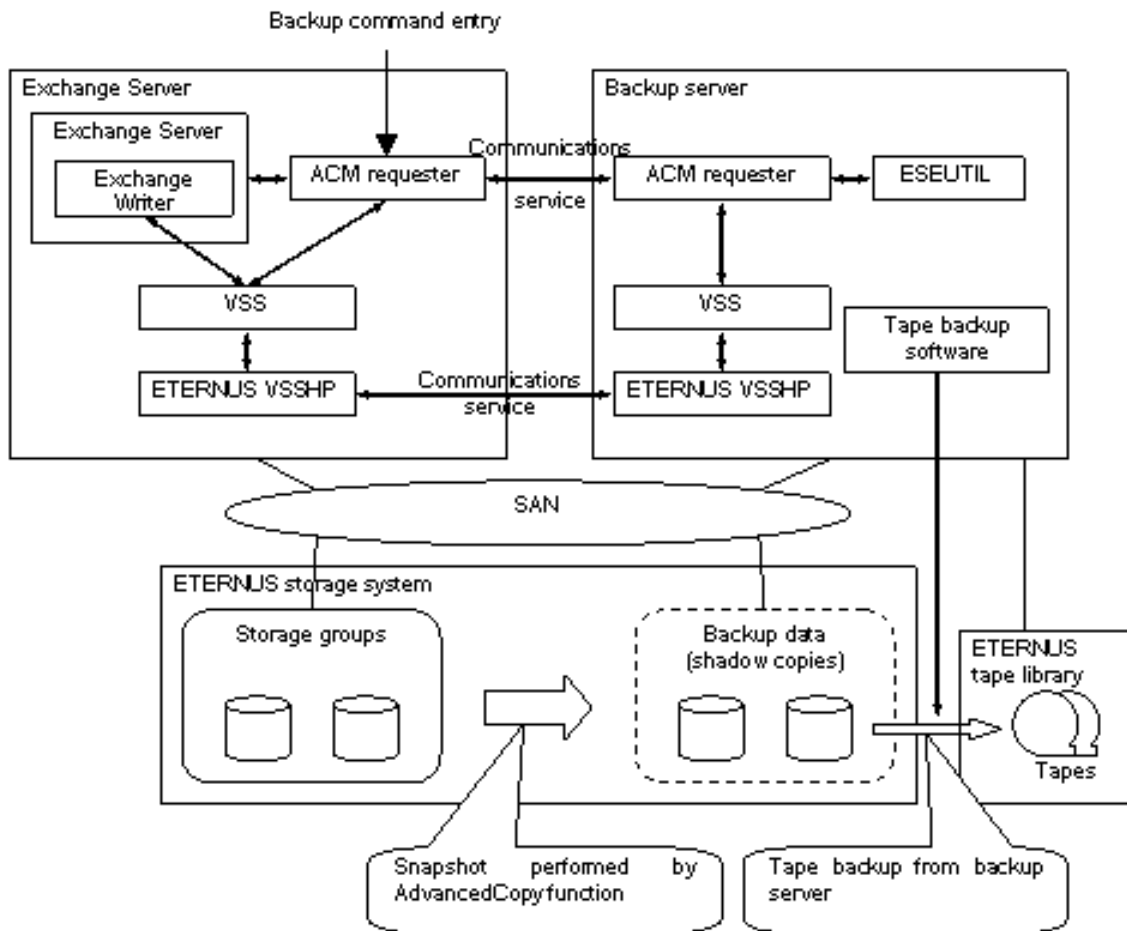 Backup command entry
Exchange Server
Exchange Server
Exchange
Writer
ACM requester
Communications
service
Backup server
ACM requester
ESEUTIL
VSS
VSS
Tape backup
software
ETERNUS VSSHP
Communications
service
ETERNUS VSSHP
SAN
ETERNUS storage system
Storage groups
Backup data
(shadow copies)
ETERNUS
tape library
Tapes
Snapshot performed by
AdvancedCopyfunction
Tape backup from backup
server